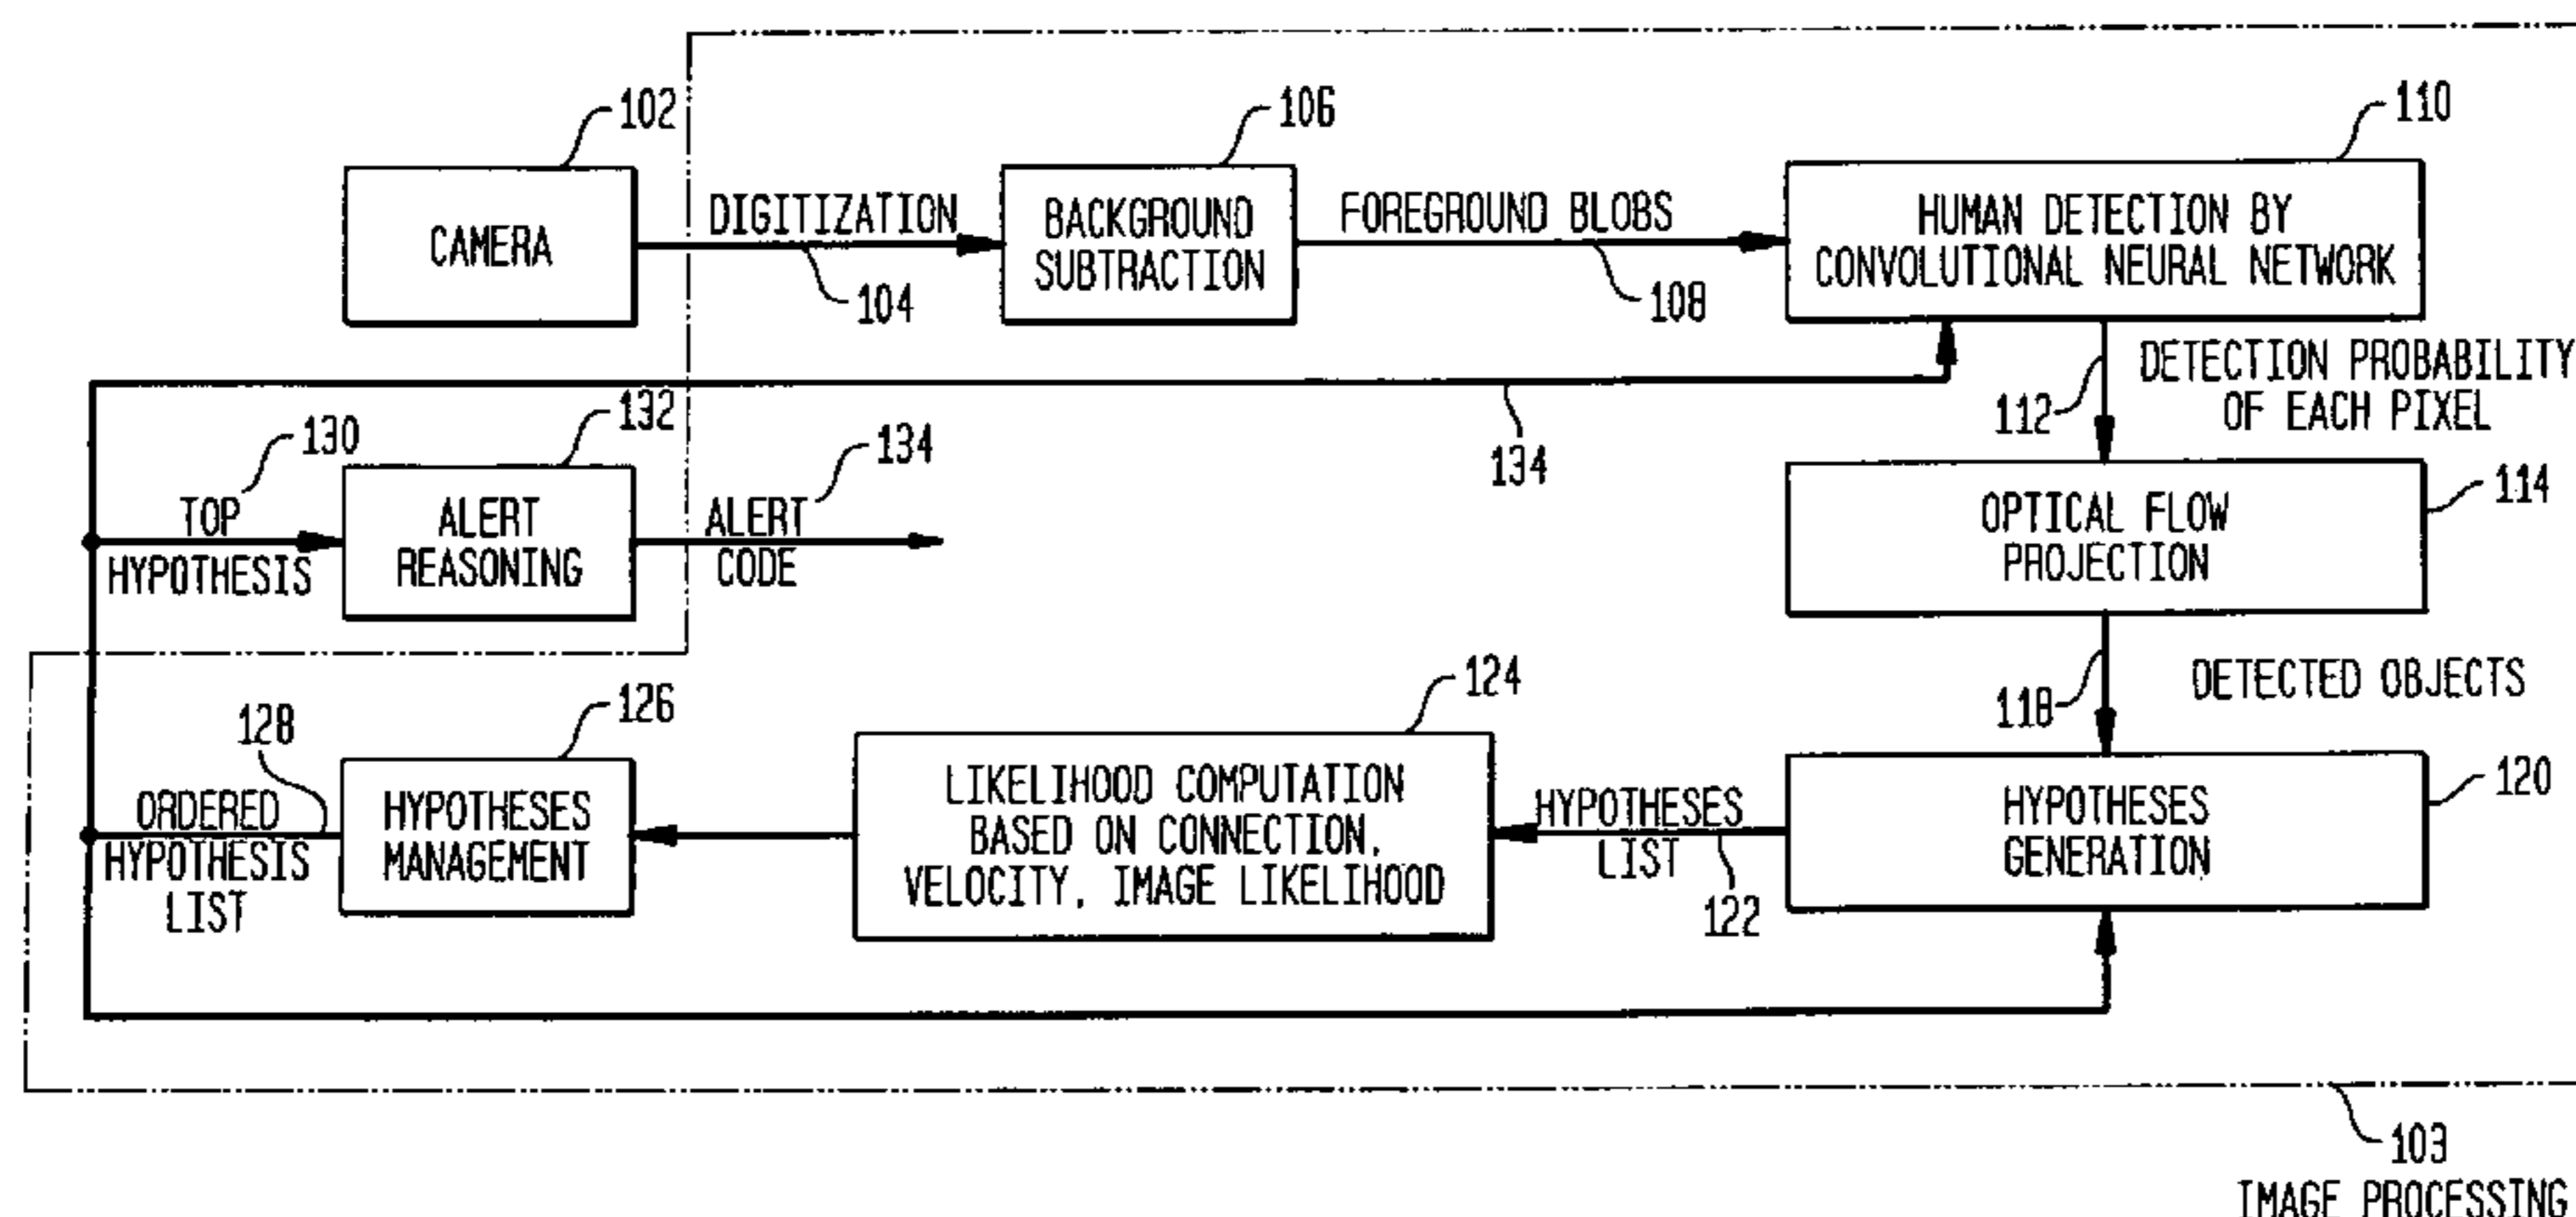 102
CAMERA
DIGITIZATION
104
106
BACKGROUND
SUBTRACTION
FOREGROUND BLOBS
108
110
HUMAN DETECTION BY
CONVOLUTIONAL NEURAL NETWORK
134
112
DETECTION PROBABILITY
OF EACH PIXEL
130
TOP
HYPOTHESIS
132
ALERT
REASONING
134
ALERT
CODE
114
OPTICAL FLOW
PROJECTION
118
DETECTED OBJECTS
128
ORDERED
HYPOTHESIS
LIST
126
HYPOTHESES
MANAGEMENT
124
LIKELIHOOD COMPUTATION
BASED ON CONNECTION,
VELOCITY, IMAGE LIKELIHOOD
HYPOTHESES
LIST
122
120
HYPOTHESES
GENERATION
103
IMAGE PROCESSING